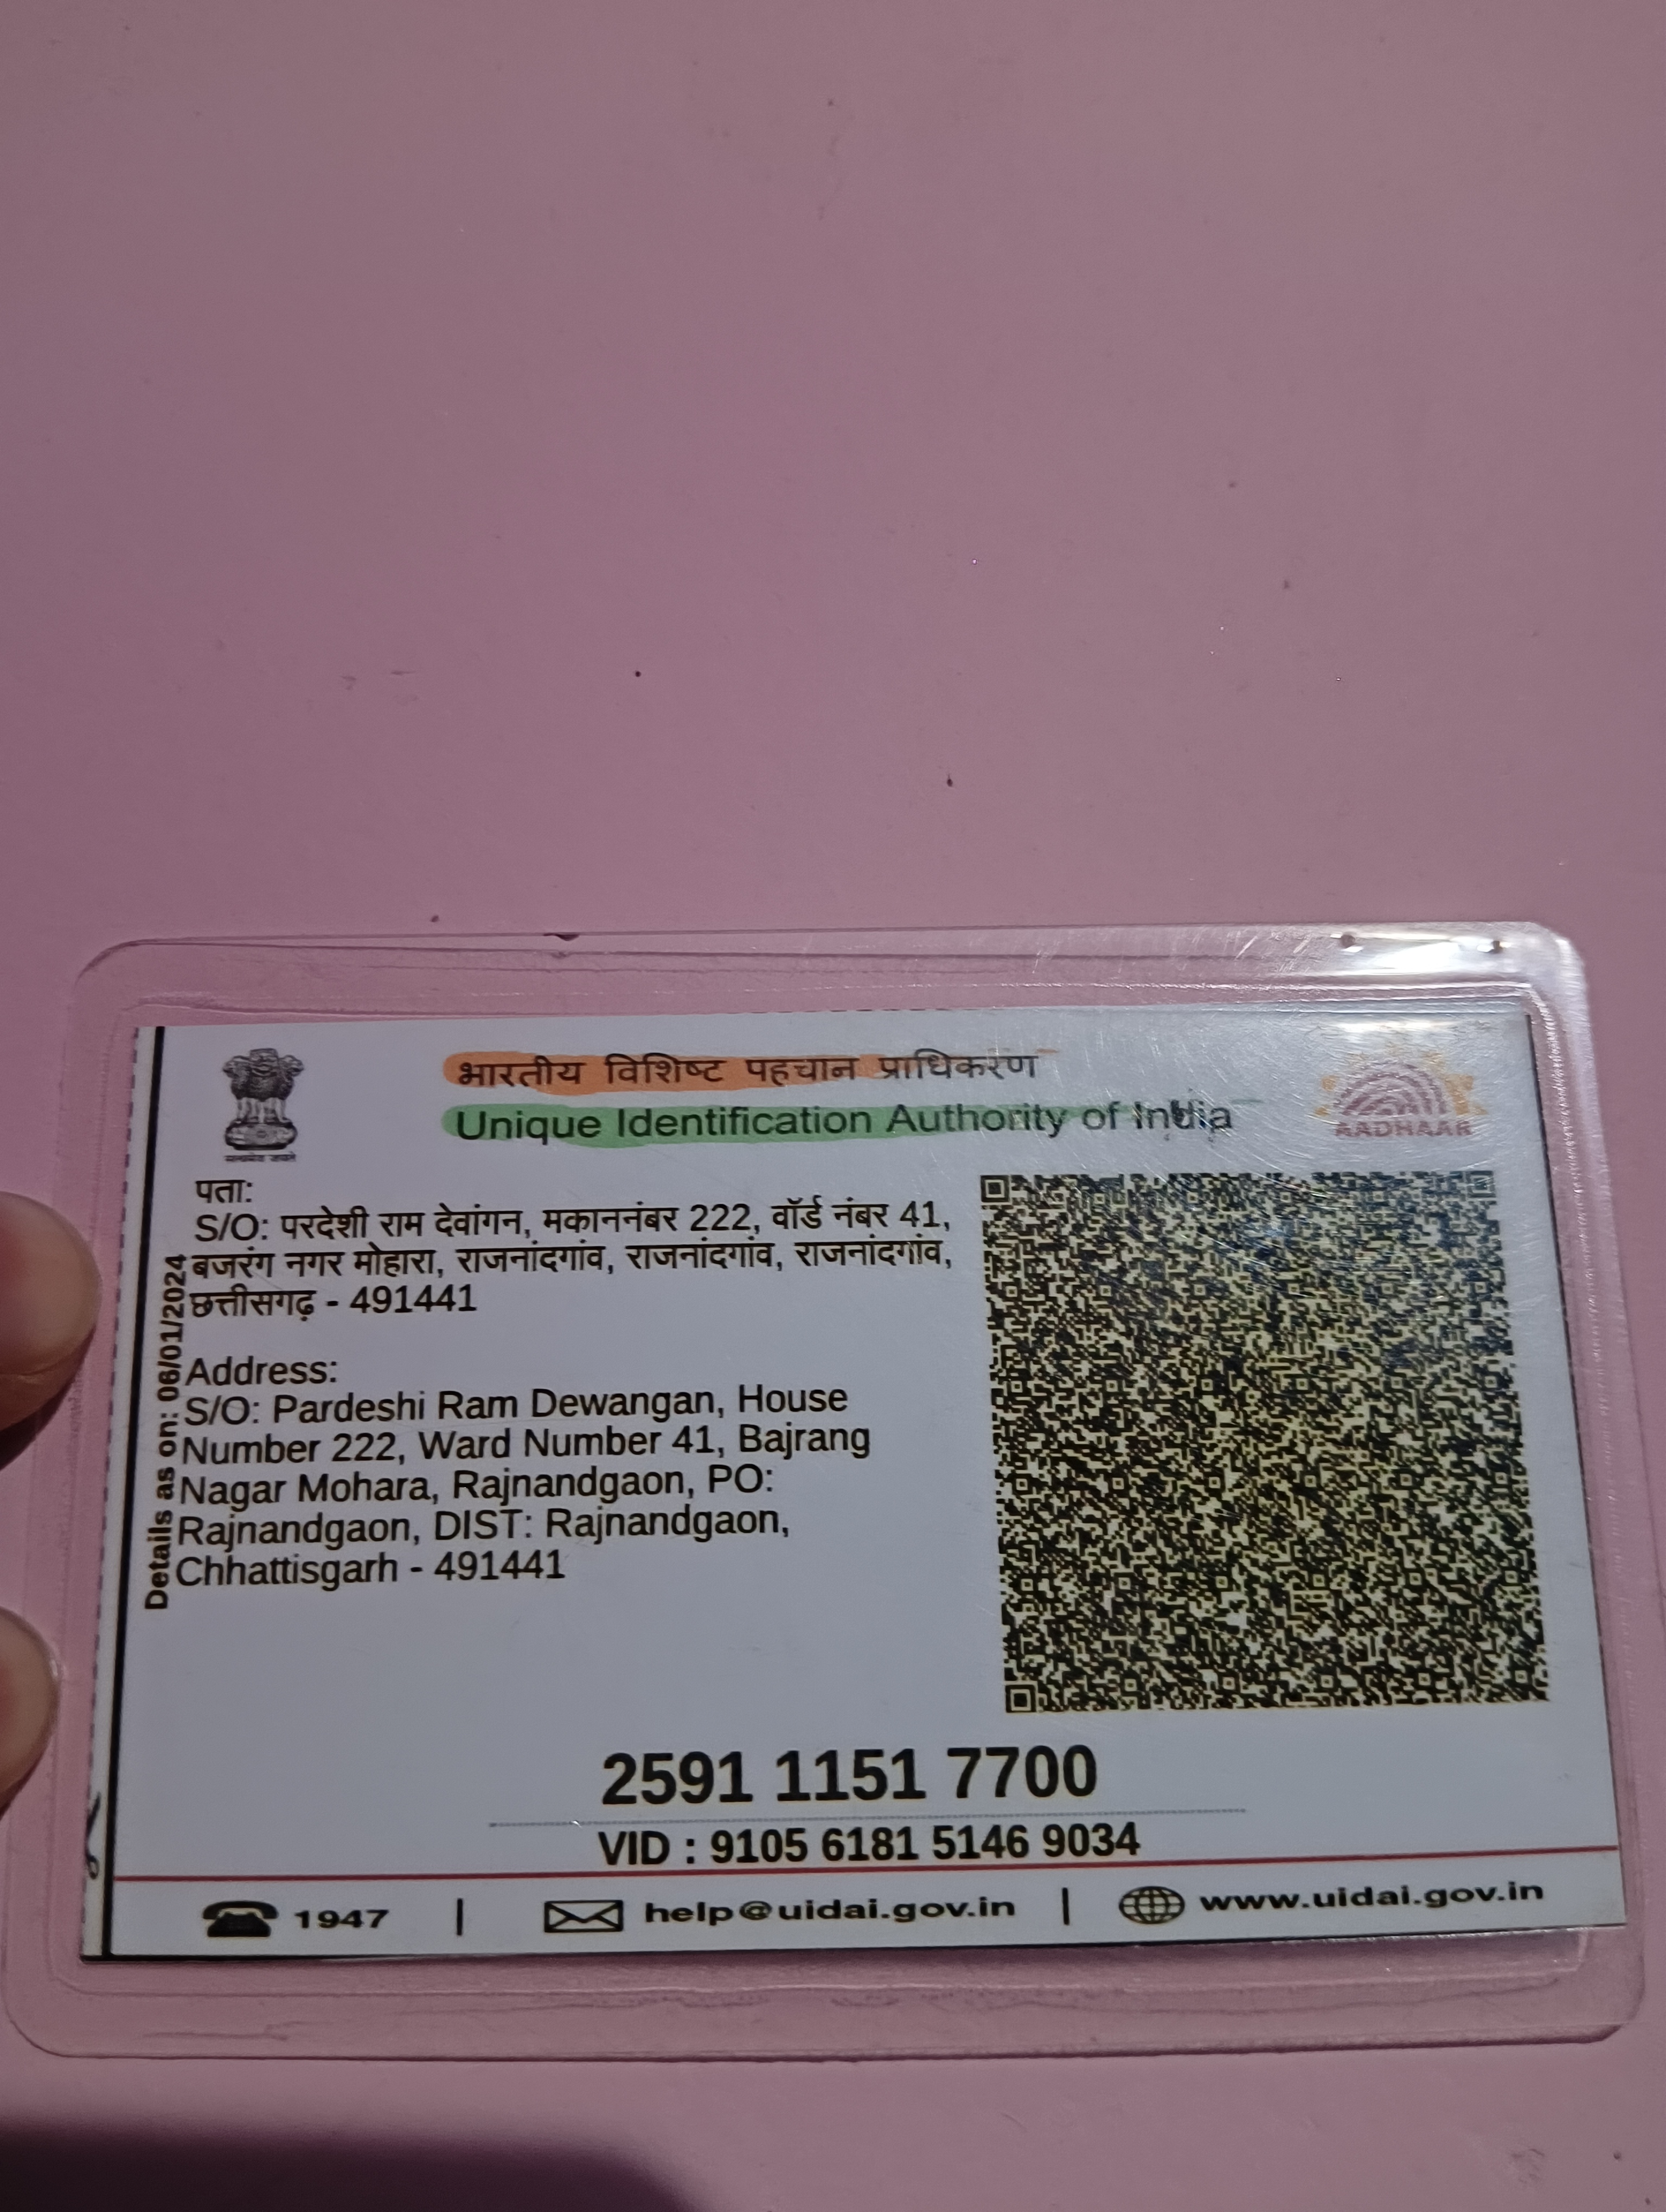 भारतीय विशिष्ट पहचान प्राधिकरण
Unique Identification Authority of India
AADHAAR
सत्यमेव जयते
पता:
S/O: परदेशी राम देवांगन, मकाननंबर 222, वॉर्ड नंबर 41,
बजरंग नगर मोहारा, राजनांदगांव, राजनांदगांव, राजनांदगांव,
छत्तीसगढ़ - 491441
Address:
S/O: Pardeshi Ram Dewangan, House
Number 222, Ward Number 41, Bajrang
Nagar Mohara, Rajnandgaon, PO:
Rajnandgaon, DIST: Rajnandgaon,
Chhattisgarh - 491441
Details as on: 06/01/2024
2591 1151 7700
VID : 9105 6181 5146 9034
1947 | help@uidai.gov.in | www.uidai.gov.in